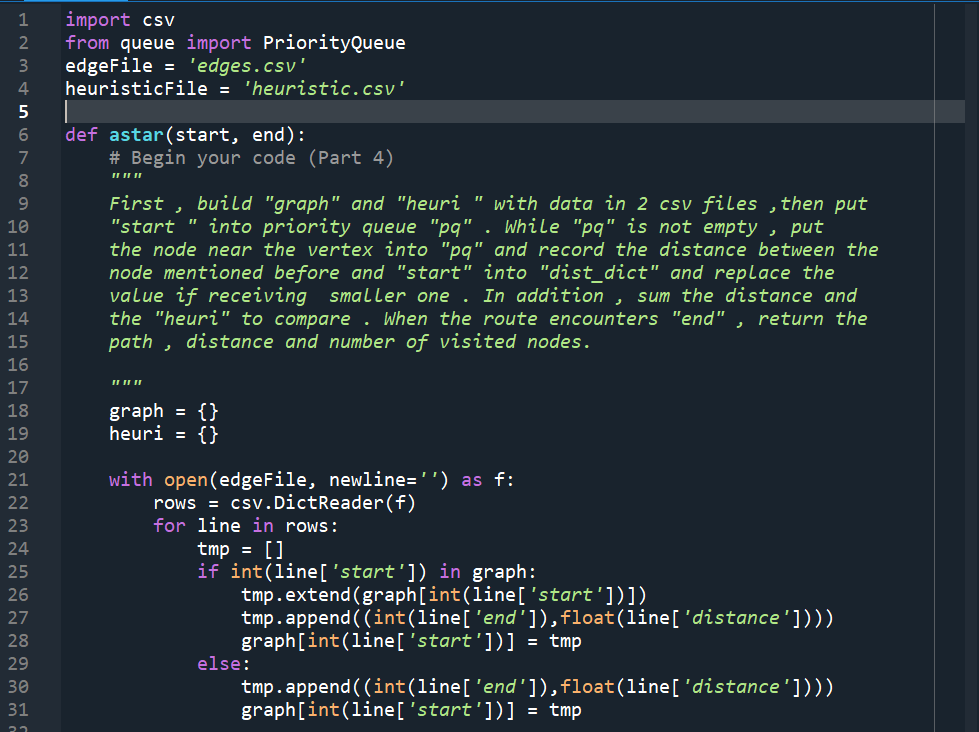 1 import csv
2 from queue import PriorityQueue
3 edgeFile = 'edges.csv'
4 heuristicFile = 'heuristic.csv'
5
6 def astar(start, end):
7     # Begin your code (Part 4)
8     """
9     First , build "graph" and "heuri " with data in 2 csv files ,then put
10     "start " into priority queue "pq" . While "pq" is not empty , put
11     the node near the vertex into "pq" and record the distance between the
12     node mentioned before and "start" into "dist_dict" and replace the
13     value if receiving  smaller one . In addition , sum the distance and
14     the "heuri" to compare . When the route encounters "end" , return the
15     path , distance and number of visited nodes.
16
17     """
18     graph = {}
19     heuri = {}
20
21     with open(edgeFile, newline='') as f:
22         rows = csv.DictReader(f)
23         for line in rows:
24             tmp = []
25             if int(line['start']) in graph:
26                 tmp.extend(graph[int(line['start'])])
27                 tmp.append((int(line['end']),float(line['distance'])))
28                 graph[int(line['start'])] = tmp
29             else:
30                 tmp.append((int(line['end']),float(line['distance'])))
31                 graph[int(line['start'])] = tmp